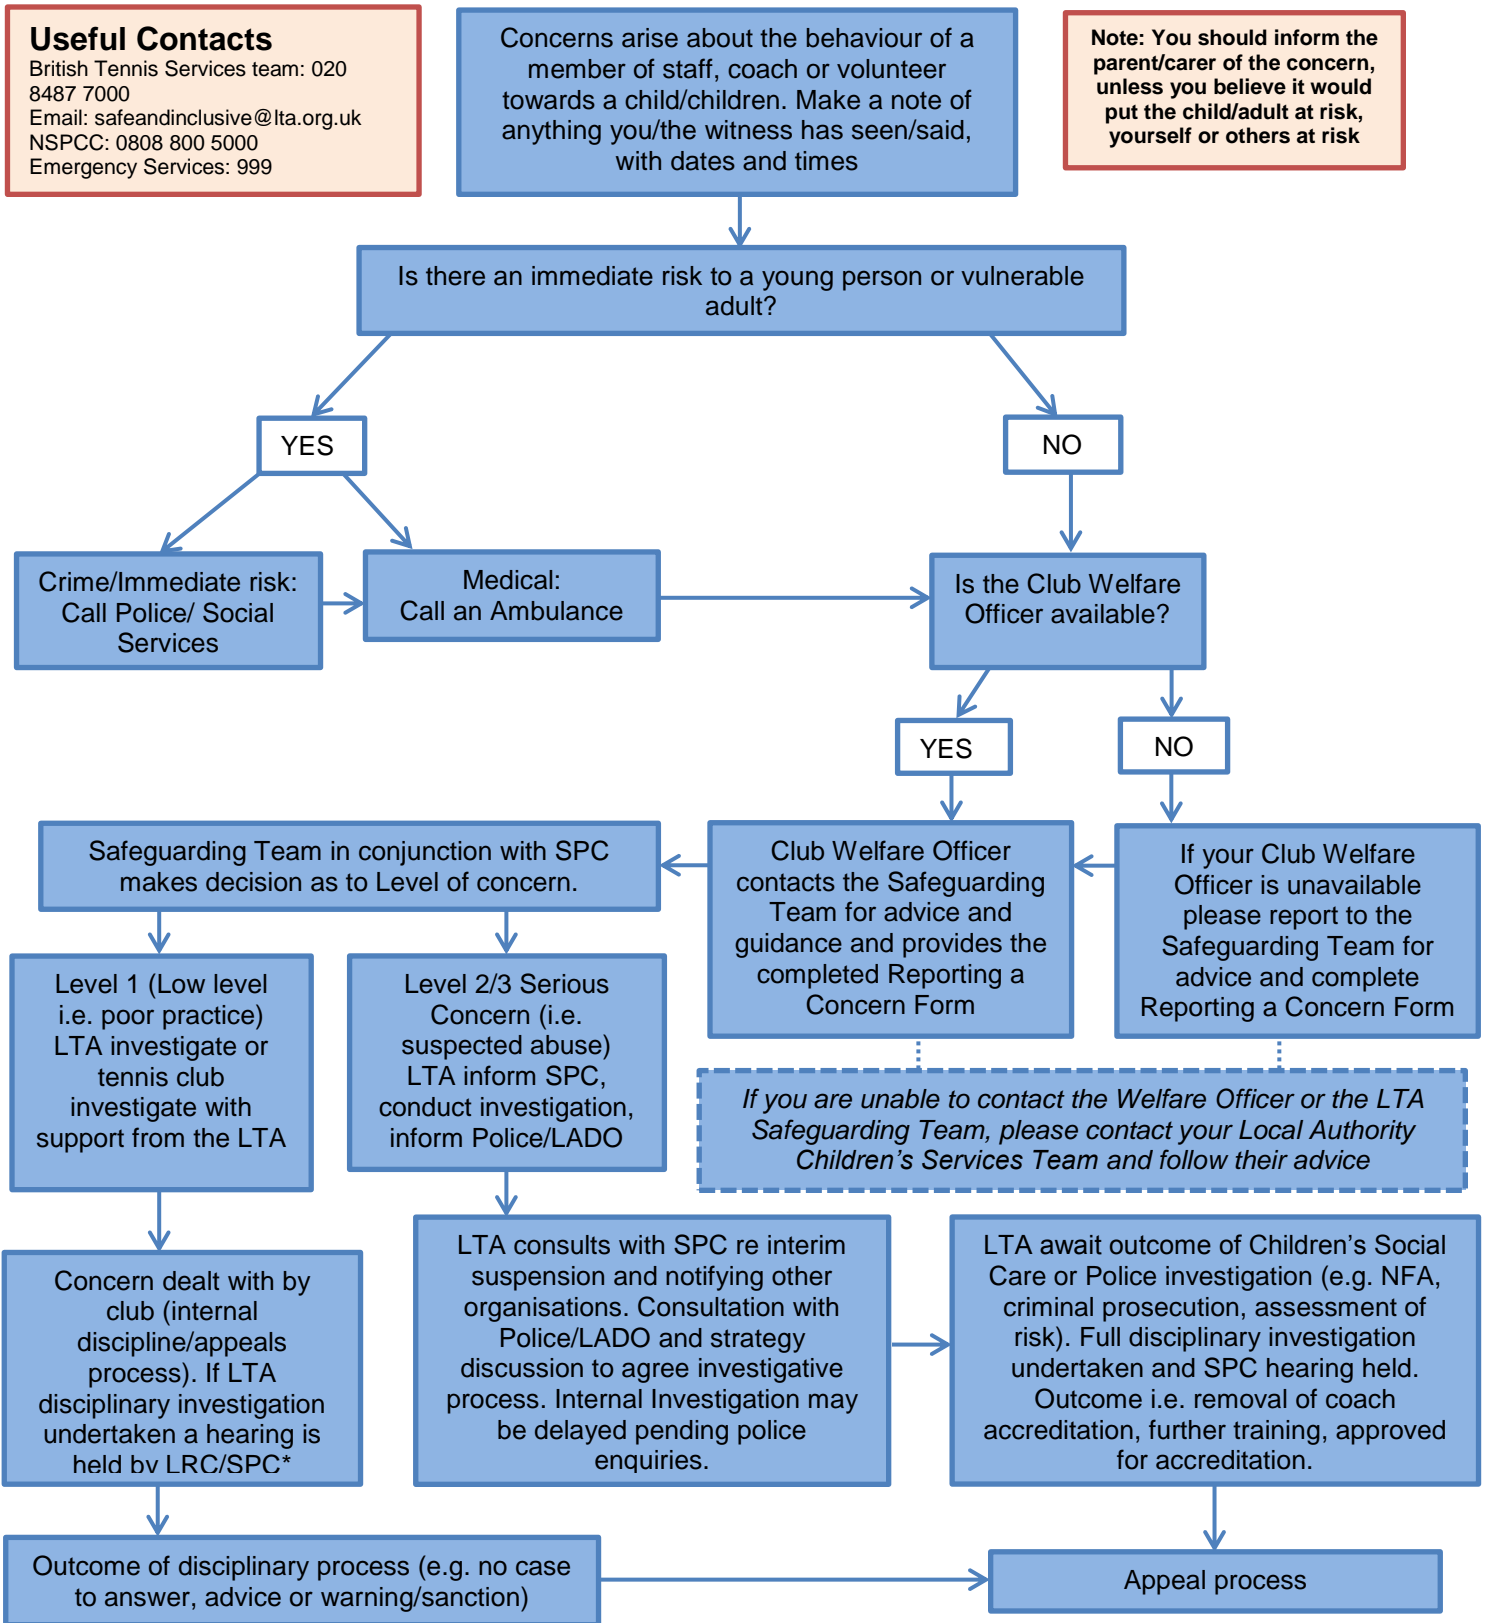 Useful Contacts
British Tennis Services team: 020
8487 7000
Email: safeandinclusive@lta.org.uk
NSPCC: 0808 800 5000
Emergency Services: 999
Concerns arise about the behaviour of a
member of staff, coach or volunteer
towards a child/children. Make a note of
anything you/the witness has seen/said,
with dates and times
Note: You should inform the
parent/carer of the concern,
unless you believe it would
put the child/adult at risk,
yourself or others at risk
Is there an immediate risk to a young person or vulnerable
adult?
YES
NO
Crime/Immediate risk:
Call Police/ Social
Services
Medical:
Call an Ambulance
Is the Club Welfare
Officer available?
YES
NO
Safeguarding Team in conjunction with SPC
makes decision as to Level of concern.
Club Welfare Officer
contacts the Safeguarding
Team for advice and
guidance and provides the
completed Reporting a
Concern Form
If your Club Welfare
Officer is unavailable
please report to the
Safeguarding Team for
advice and complete
Reporting a Concern Form
Level 1 (Low level
i.e. poor practice)
LTA investigate or
tennis club
investigate with
support from the LTA
Level 2/3 Serious
Concern (i.e.
suspected abuse)
LTA inform SPC,
conduct investigation,
inform Police/LADO
If you are unable to contact the Welfare Officer or the LTA
Safeguarding Team, please contact your Local Authority
Children’s Services Team and follow their advice
Concern dealt with by
club (internal
discipline/appeals
process). If LTA
disciplinary investigation
undertaken a hearing is
held by LRC/SPC*
LTA consults with SPC re interim
suspension and notifying other
organisations. Consultation with
Police/LADO and strategy
discussion to agree investigative
process. Internal Investigation may
be delayed pending police
enquiries.
LTA await outcome of Children’s Social
Care or Police investigation (e.g. NFA,
criminal prosecution, assessment of
risk). Full disciplinary investigation
undertaken and SPC hearing held.
Outcome i.e. removal of coach
accreditation, further training, approved
for accreditation.
Outcome of disciplinary process (e.g. no case
to answer, advice or warning/sanction)
Appeal process